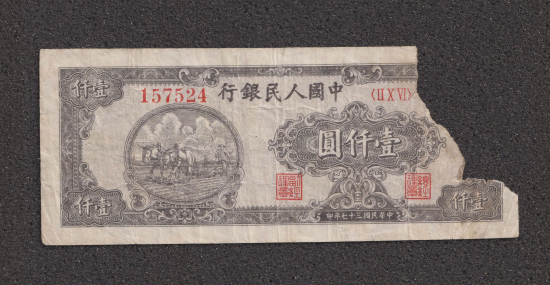 壹仟
中國人民銀行
157524
〈II X VI〉
壹仟圓
壹仟
壹仟
中華民國三十七年印